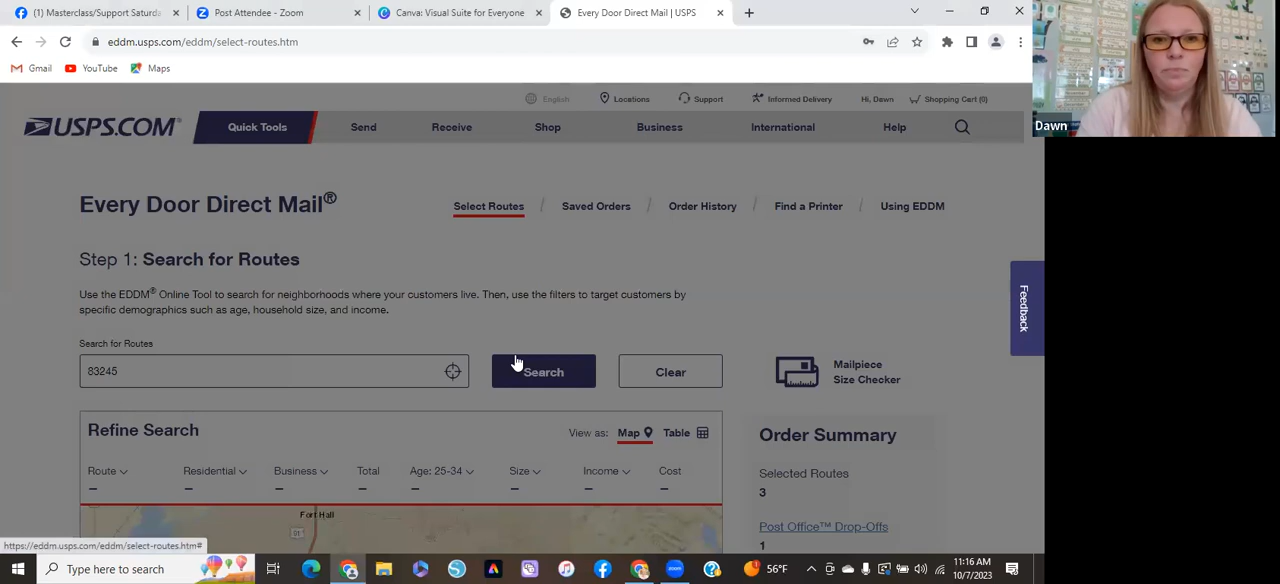 (1) Masterclass/Support Saturda
Post Attendee - Zoom
Canva: Visual Suite for Everyone
Every Door Direct Mail | USPS
eddm.usps.com/eddm/select-routes.htm
Gmail
YouTube
Maps
English
Locations
Support
Informed Delivery
Hi, Dawn
Shopping Cart (0)
USPS.COM
Quick Tools
Send
Receive
Shop
Business
International
Help
Dawn
Every Door Direct Mail®
Select Routes / Saved Orders / Order History / Find a Printer / Using EDDM
Step 1: Search for Routes
Use the EDDM® Online Tool to search for neighborhoods where your customers live. Then, use the filters to target customers by
specific demographics such as age, household size, and income.
Search for Routes
83245
Search
Clear
Mailpiece
Size Checker
Feedback
Refine Search
View as: Map Table
Route Residential Business Total Age: 25-34 Size Income Cost
– – – – – – – –
Fort Hall
91
Order Summary
Selected Routes
3
Post Office™ Drop-Offs
1
https://eddm.usps.com/eddm/select-routes.htm#
Type here to search
56°F
11:16 AM
10/7/2023